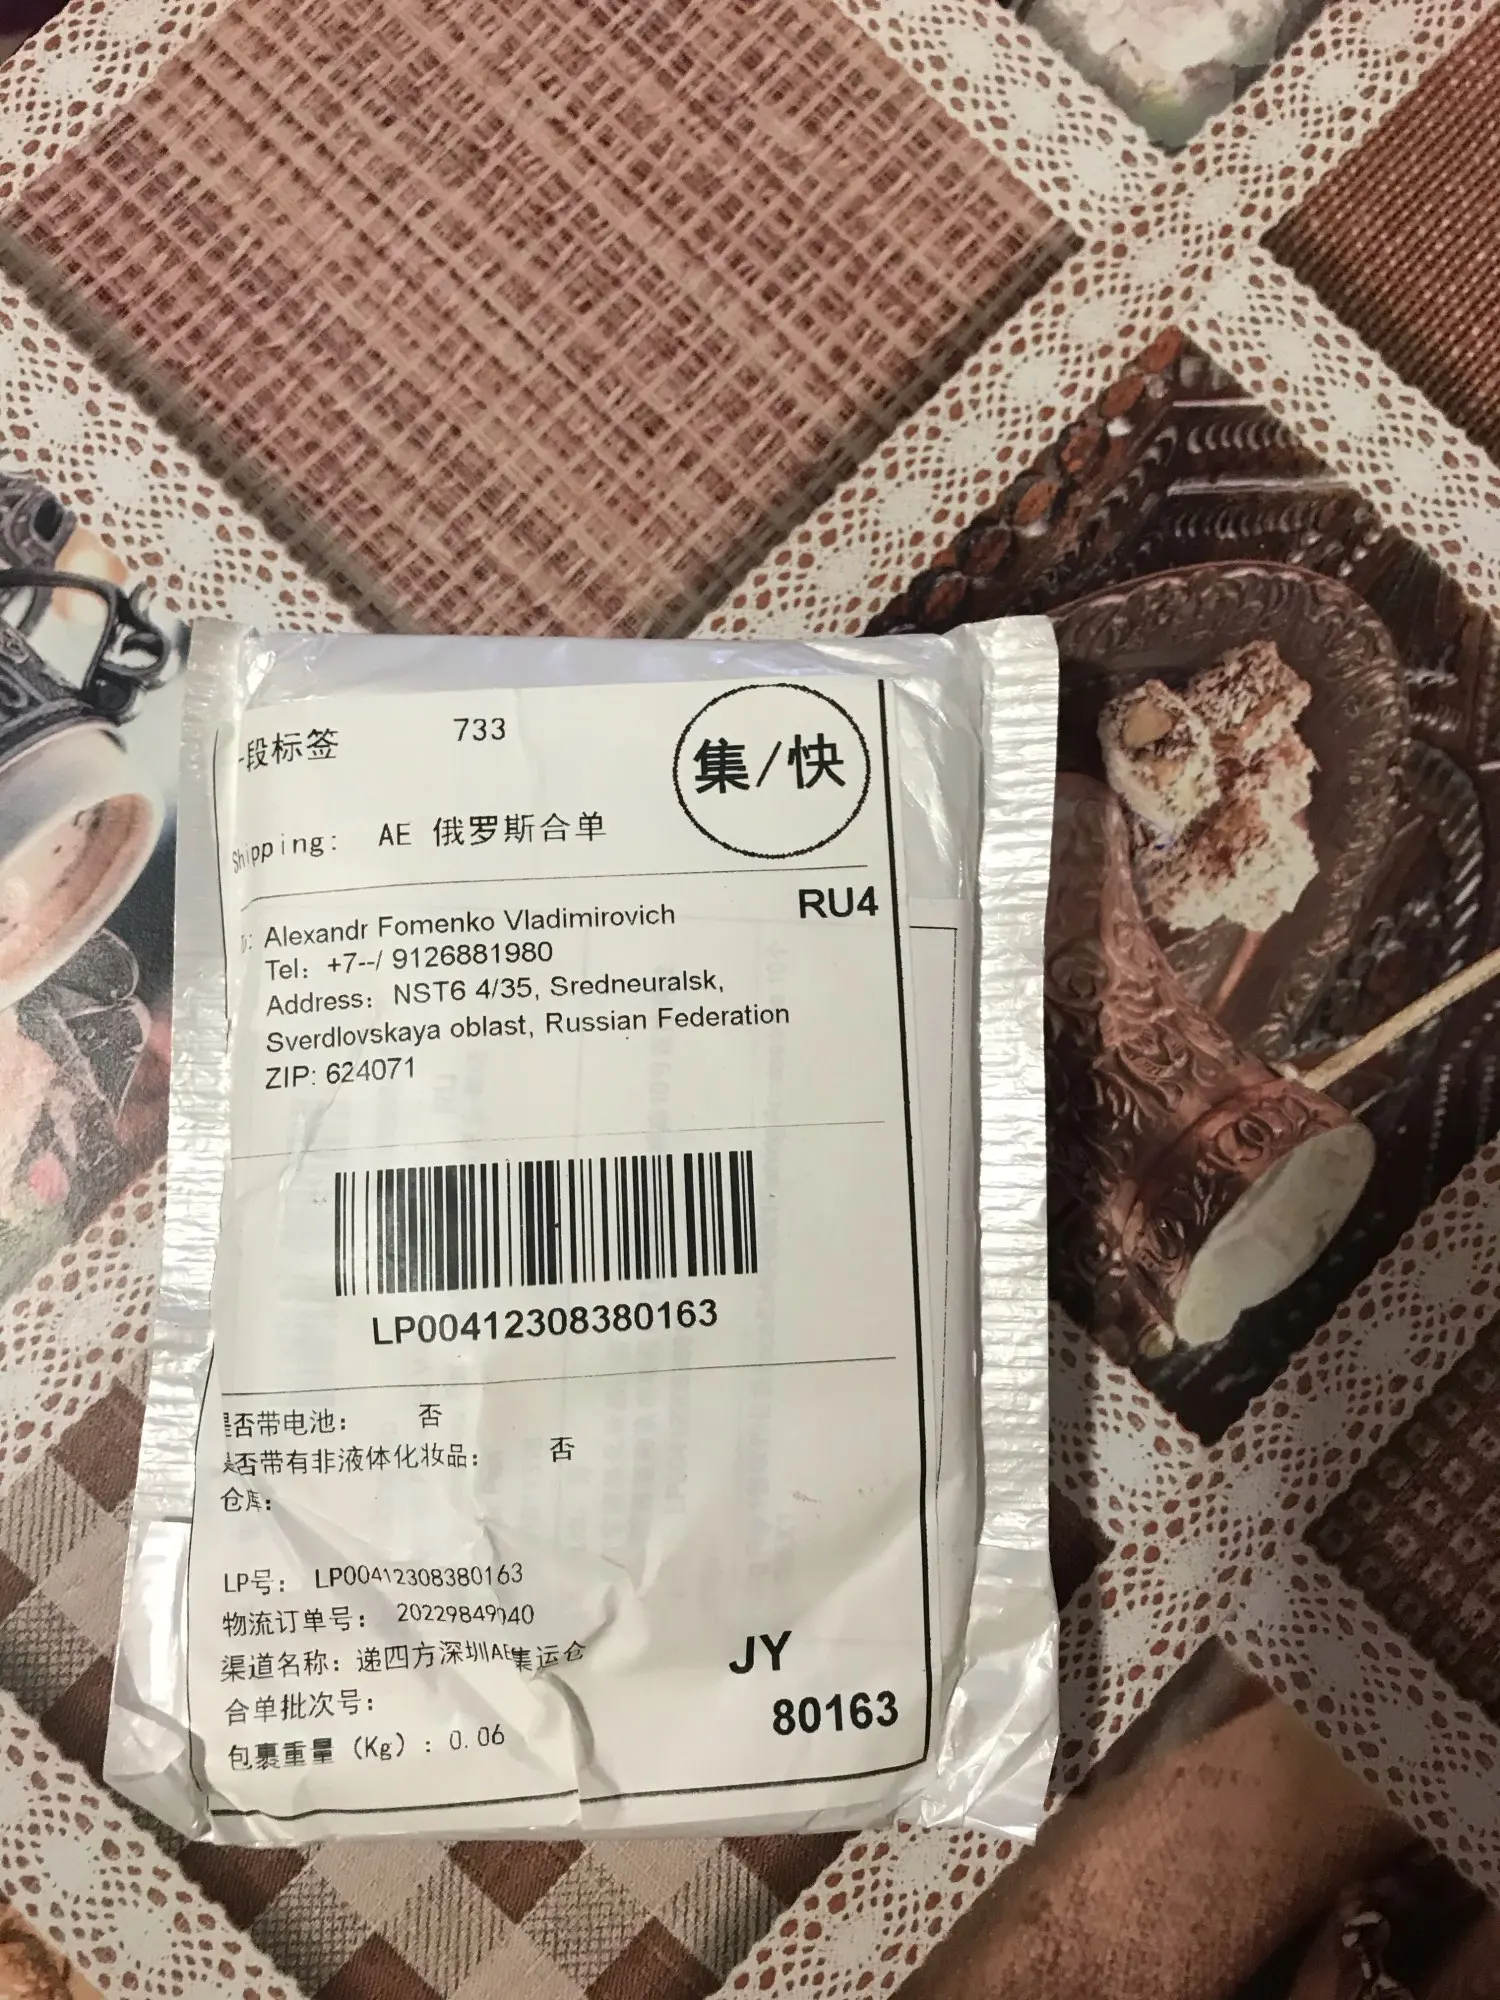 段标签 733
集/快
Shipping: AE 俄罗斯合单
RU4
Alexandr Fomenko Vladimirovich
Tel: +7--/ 9126881980
Address: NST6 4/35, Sredneuralsk,
Sverdlovskaya oblast, Russian Federation
ZIP: 624071
LP00412308380163
是否带电池: 否
是否带有非液体化妆品: 否
仓库:
LP号: LP00412308380163
物流订单号: 20229849040
渠道名称: 递四方深圳AE集运仓
合单批次号:
包裹重量 (Kg) : 0.06
JY
80163